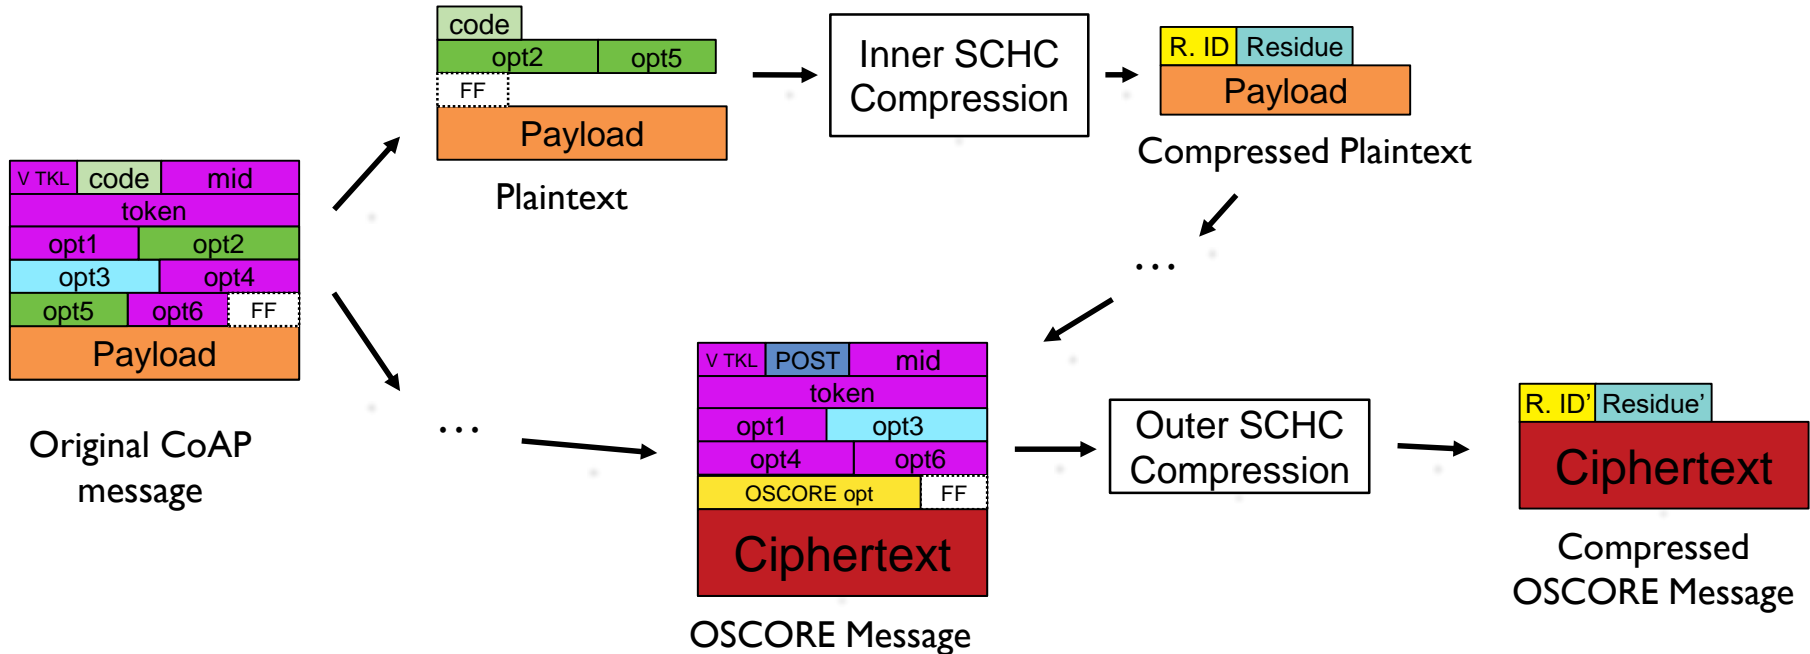 code
opt2 opt5
FF
Payload
Plaintext
Inner SCHC
Compression
R. ID Residue
Payload
Compressed Plaintext
V TKL code mid
token
opt1 opt2
opt3 opt4
opt5 opt6 FF
Payload
Original CoAP
message
...
...
V TKL POST mid
token
opt1 opt3
opt4 opt6
OSCORE opt FF
Ciphertext
OSCORE Message
Outer SCHC
Compression
R. ID’ Residue’
Ciphertext
Compressed
OSCORE Message